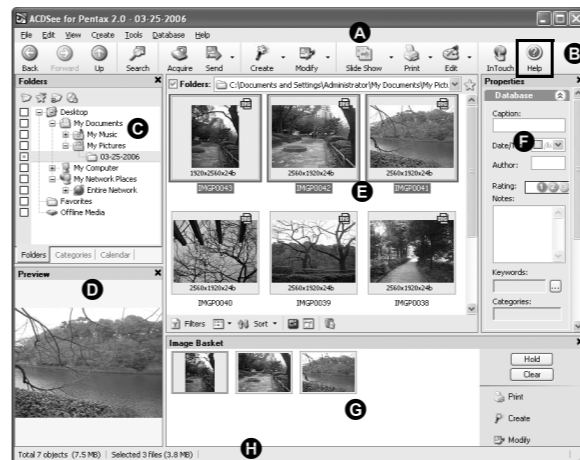 ACDSee for Pentax 2.0 - 03-25-2006
File Edit View Create Tools Database Help
A
B
Back Forward Up Search Acquire Send Create Modify Slide Show Print Edit InTouch Help
Folders
C
Desktop
My Documents
My Music
My Pictures
03-25-2006
My Computer
My Network Places
Entire Network
Favorites
Offline Media
Folders Categories Calendar
Preview
D
Folders: C:\Documents and Settings\Administrator\My Documents\My Pictu
1920x2560x24b 2560x1920x24b 2560x1920x24b
IMGP0043 IMGP0042 IMGP0041
E
2560x1920x24b 2560x1920x24b 2560x1920x24b
IMGP0040 IMGP0039 IMGP0038
Filters Sort
Properties
Database
Caption:
F
Author:
Rating:
Notes:
Keywords:
Categories:
Image Basket
G
Hold
Clear
Print
Create
Modify
Total 7 objects (7.5 MB) Selected 3 files (3.8 MB)
H